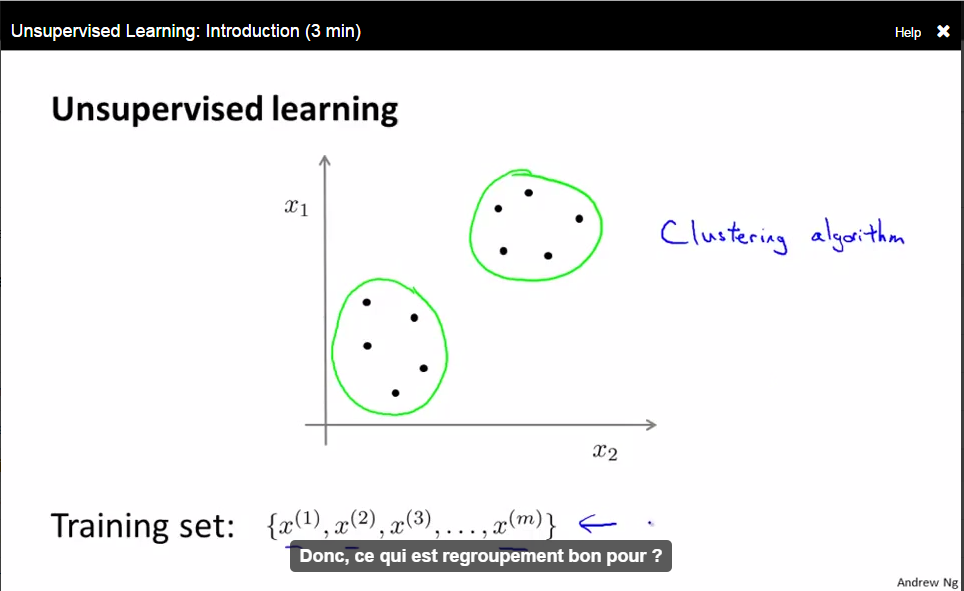 Unsupervised Learning: Introduction (3 min)
Help ✖
Unsupervised learning
x₁
Clustering algorithm
x₂
Training set: {x⁽¹⁾, x⁽²⁾, x⁽³⁾, . . . , x⁽ᵐ⁾}
Donc, ce qui est regroupement bon pour ?
Andrew Ng